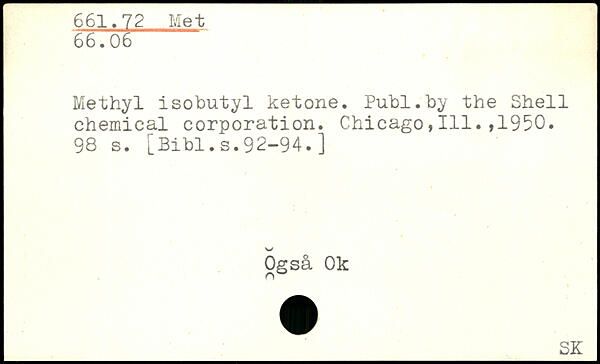 661.72 Met
66.06
Methyl isobutyl ketone. Publ.by the Shell
chemical corporation. Chicago,Ill.,1950.
98 s. [Bibl.s.92-94.]
Også Ok
SK